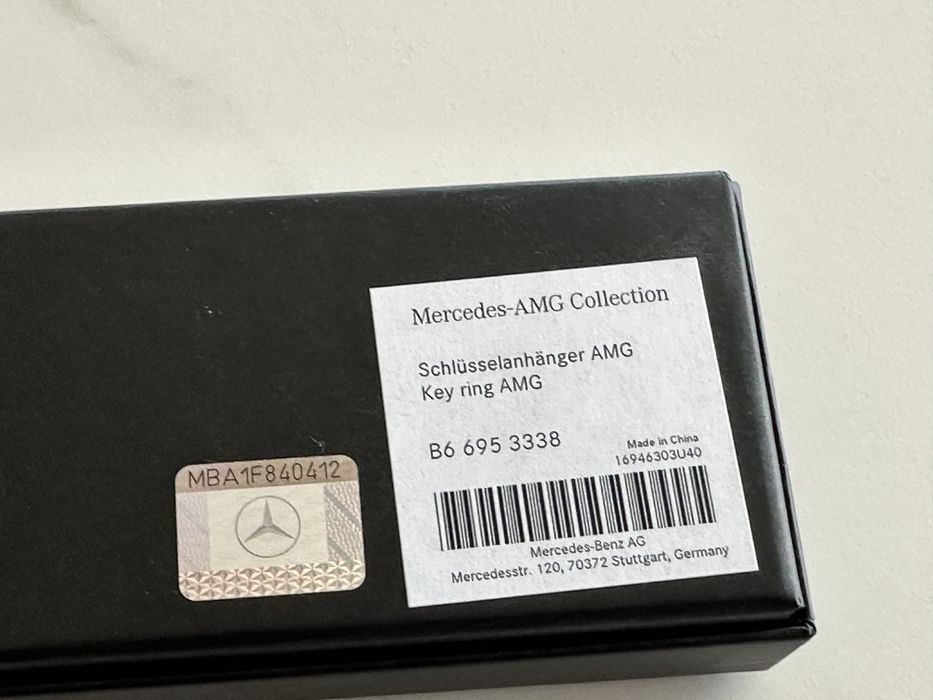 Mercedes-AMG Collection
Schlüsselanhänger AMG
Key ring AMG
B6 695 3338
Made in China
16946303U40
Mercedes-Benz AG
Mercedesstr. 120, 70372 Stuttgart, Germany
MBA1F840412